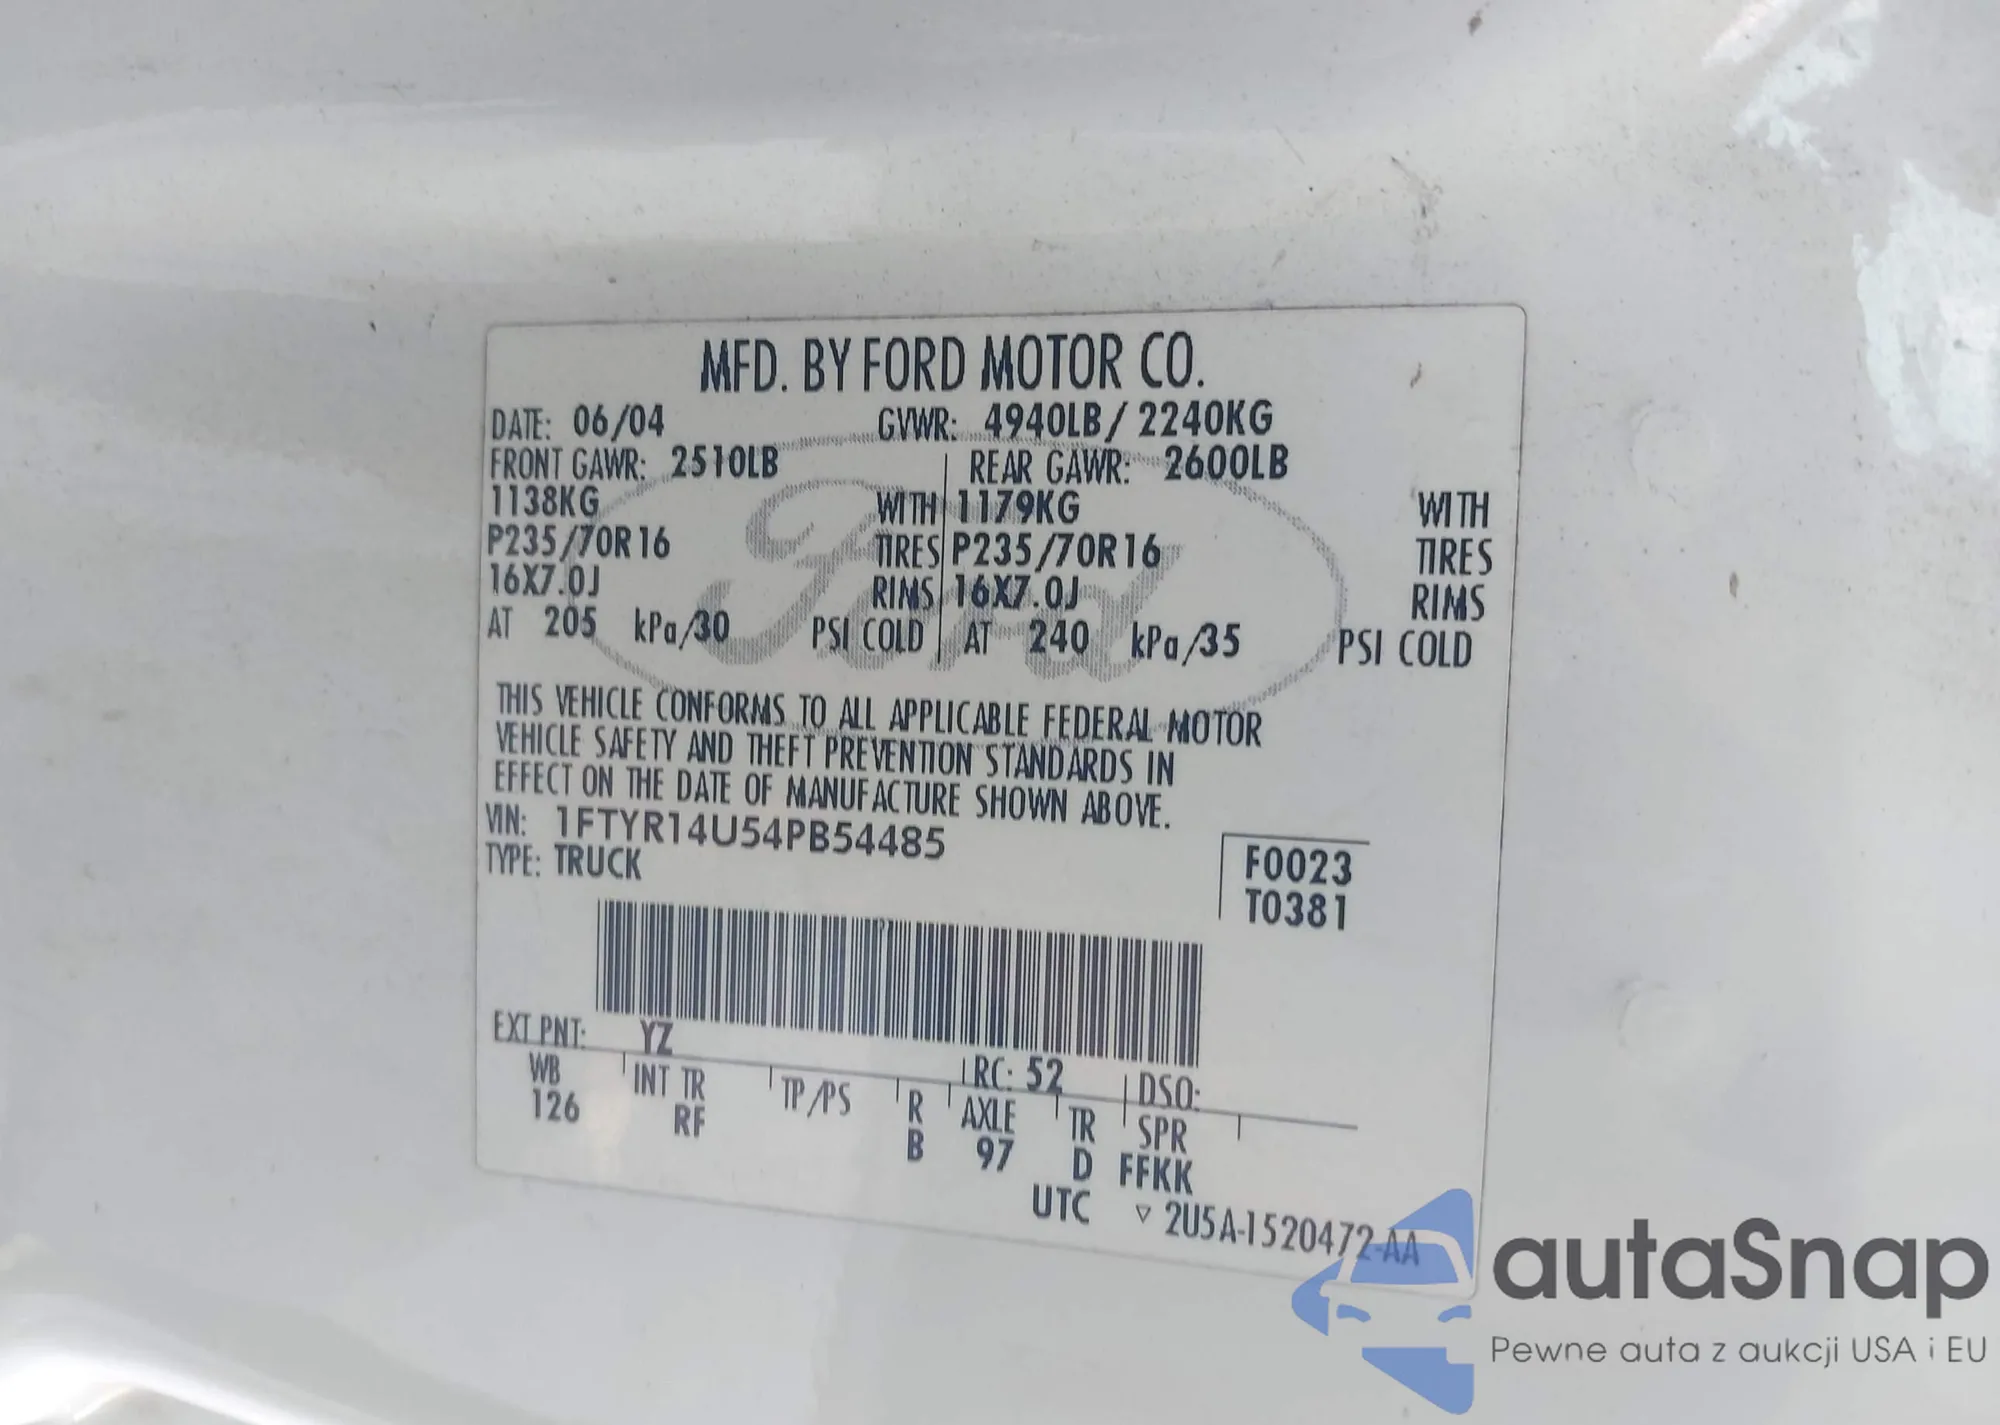 MFD. BY FORD MOTOR CO.
DATE: 06/04 GVWR: 4940LB / 2240KG
FRONT GAWR: 2510LB REAR GAWR: 2600LB
1138KG WITH 1179KG WITH
P235/70R16 TIRES P235/70R16 TIRES
16X7.0J RIMS 16X7.0J RIMS
AT 205 kPa/30 PSI COLD AT 240 kPa/35 PSI COLD
Ford
THIS VEHICLE CONFORMS TO ALL APPLICABLE FEDERAL MOTOR
VEHICLE SAFETY AND THEFT PREVENTION STANDARDS IN
EFFECT ON THE DATE OF MANUFACTURE SHOWN ABOVE.
VIN: 1FTYR14U54PB54485
TYPE: TRUCK
F0023
T0381
EXT PNT: YZ RC: 52 DSO:
WB INT TR TP/PS R AXLE TR SPR
126 RF B 97 D FFKK
UTC ▽ 2U5A-1520472-AA
autaSnap
Pewne auta z aukcji USA i EU